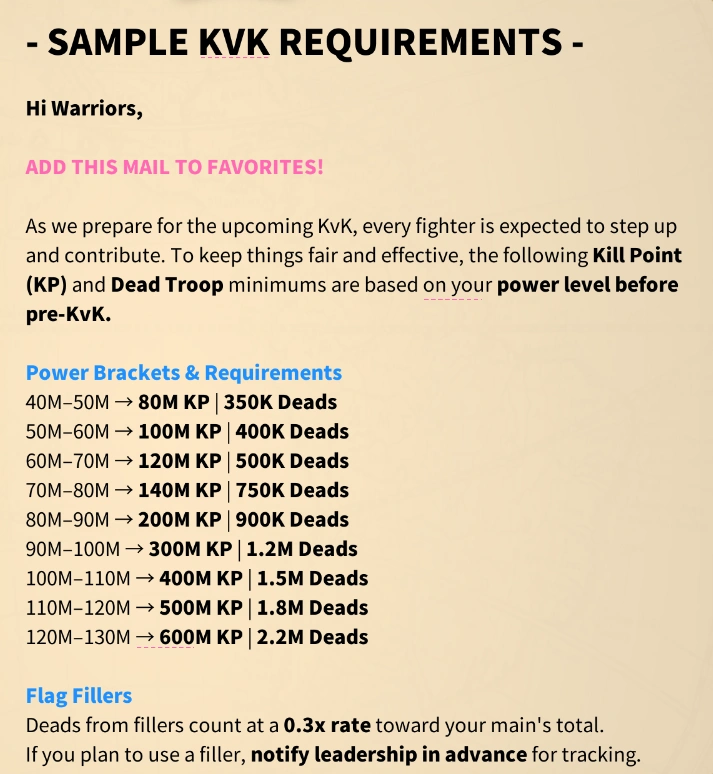 - SAMPLE KVK REQUIREMENTS -
Hi Warriors,
ADD THIS MAIL TO FAVORITES!
As we prepare for the upcoming KvK, every fighter is expected to step up
and contribute. To keep things fair and effective, the following Kill Point
(KP) and Dead Troop minimums are based on your power level before
pre-KvK.
Power Brackets & Requirements
40M–50M → 80M KP | 350K Deads
50M–60M → 100M KP | 400K Deads
60M–70M → 120M KP | 500K Deads
70M–80M → 140M KP | 750K Deads
80M–90M → 200M KP | 900K Deads
90M–100M → 300M KP | 1.2M Deads
100M–110M → 400M KP | 1.5M Deads
110M–120M → 500M KP | 1.8M Deads
120M–130M → 600M KP | 2.2M Deads
Flag Fillers
Deads from fillers count at a 0.3x rate toward your main's total.
If you plan to use a filler, notify leadership in advance for tracking.